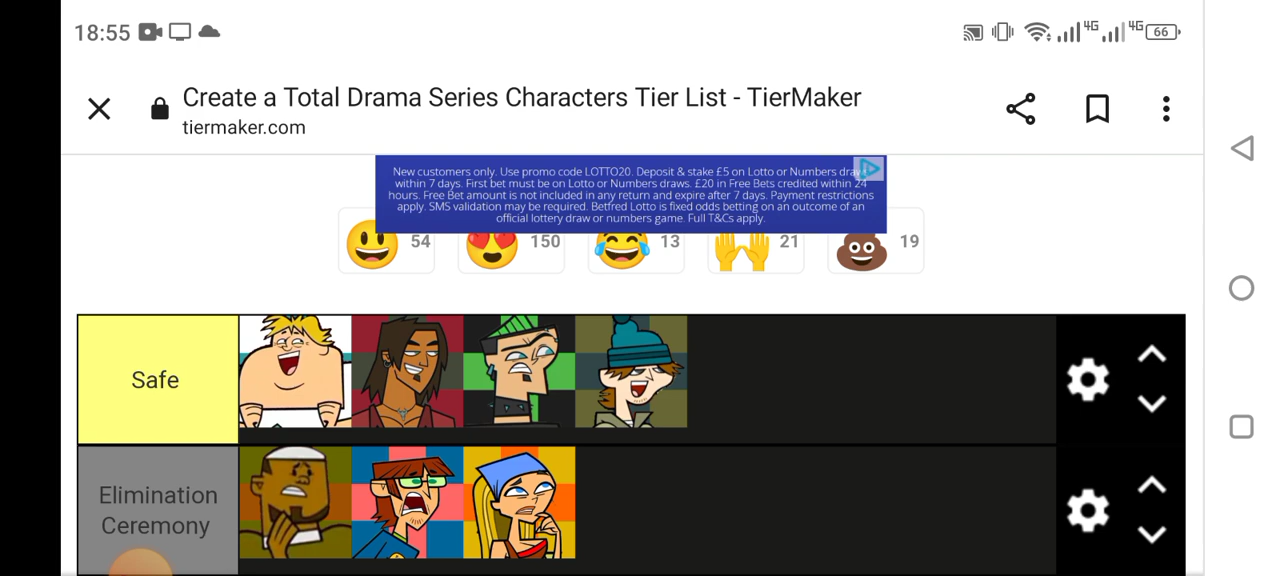 18:55 4G 4G 66
Create a Total Drama Series Characters Tier List - TierMaker
tiermaker.com
New customers only. Use promo code LOTTO20. Deposit & stake £5 on Lotto or Numbers draws
within 7 days. First bet must be on Lotto or Numbers draws. £20 in Free Bets credited within 24
hours. Free Bet amount is not included in any return and expire after 7 days. Payment restrictions
apply. SMS validation may be required. Betfred Lotto is fixed odds betting on an outcome of an
official lottery draw or numbers game. Full T&Cs apply.
54 150 13 21 19
Safe
Elimination
Ceremony